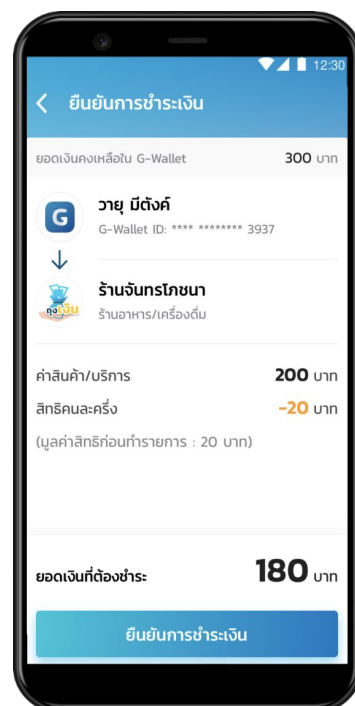 12:30
ยืนยันการชำระเงิน
ยอดเงินคงเหลือใน G-Wallet 300 บาท
G
วายุ มีตังค์
G-Wallet ID: **** ******** 3937
ร้านจันทรโภชนา
ถุงเงิน
ร้านอาหาร/เครื่องดื่ม
ค่าสินค้า/บริการ 200 บาท
สิทธิคนละครึ่ง -20 บาท
(มูลค่าสิทธิก่อนทำรายการ : 20 บาท)
ยอดเงินที่ต้องชำระ 180 บาท
ยืนยันการชำระเงิน